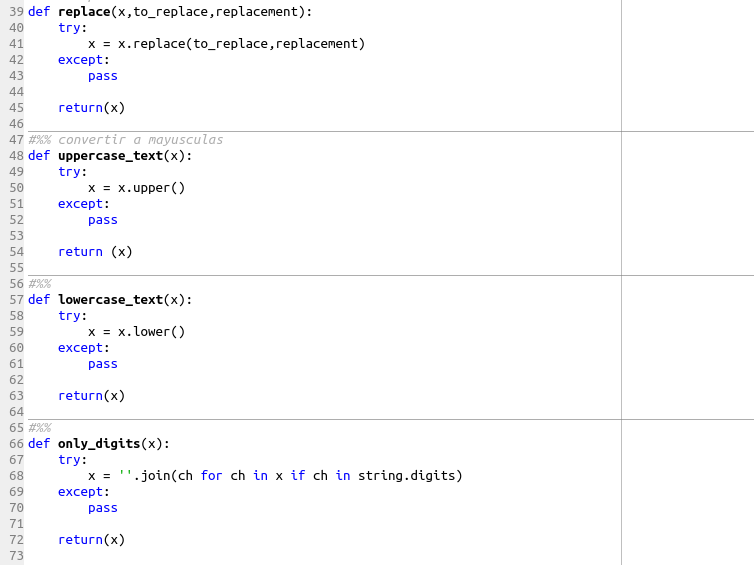 39 def replace(x,to_replace,replacement):
40     try:
41         x = x.replace(to_replace,replacement)
42     except:
43         pass
44
45     return(x)
46
47 #%% convertir a mayusculas
48 def uppercase_text(x):
49     try:
50         x = x.upper()
51     except:
52         pass
53
54     return (x)
55
56 #%%
57 def lowercase_text(x):
58     try:
59         x = x.lower()
60     except:
61         pass
62
63     return(x)
64
65 #%%
66 def only_digits(x):
67     try:
68         x = ''.join(ch for ch in x if ch in string.digits)
69     except:
70         pass
71
72     return(x)
73